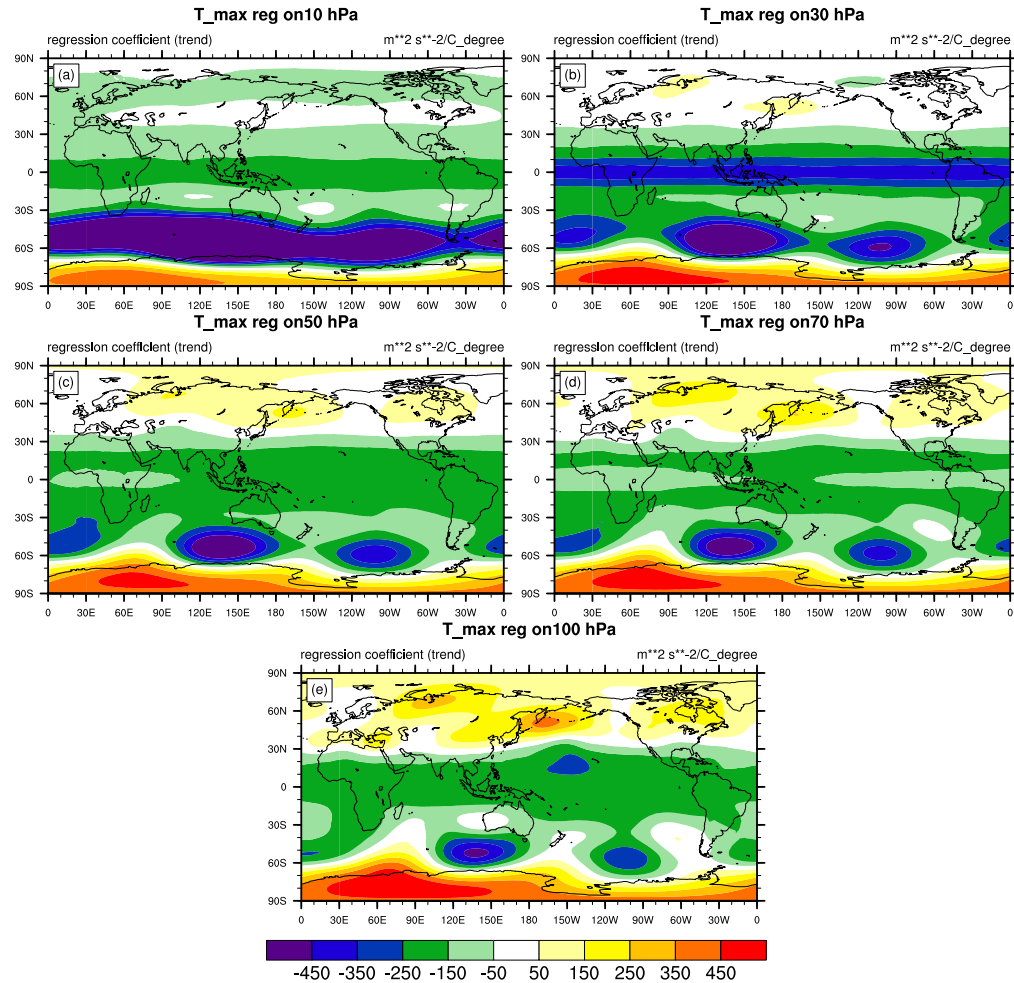 T_max reg on10 hPa
regression coefficient (trend) m**2 s**-2/C_degree
(a)
90N
60N
30N
0
30S
60S
90S
0 30E 60E 90E 120E 150E 180E 150W 120W 90W 60W 30W 0
T_max reg on30 hPa
regression coefficient (trend) m**2 s**-2/C_degree
(b)
90N
60N
30N
0
30S
60S
90S
0 30E 60E 90E 120E 150E 180E 150W 120W 90W 60W 30W 0
T_max reg on50 hPa
regression coefficient (trend) m**2 s**-2/C_degree
(c)
90N
60N
30N
0
30S
60S
90S
0 30E 60E 90E 120E 150E 180E 150W 120W 90W 60W 30W 0
T_max reg on70 hPa
regression coefficient (trend) m**2 s**-2/C_degree
(d)
90N
60N
30N
0
30S
60S
90S
0 30E 60E 90E 120E 150E 180E 150W 120W 90W 60W 30W 0
T_max reg on100 hPa
regression coefficient (trend) m**2 s**-2/C_degree
(e)
90N
60N
30N
0
30S
60S
90S
0 30E 60E 90E 120E 150E 180E 150W 120W 90W 60W 30W 0
-450 -350 -250 -150 -50 50 150 250 350 450